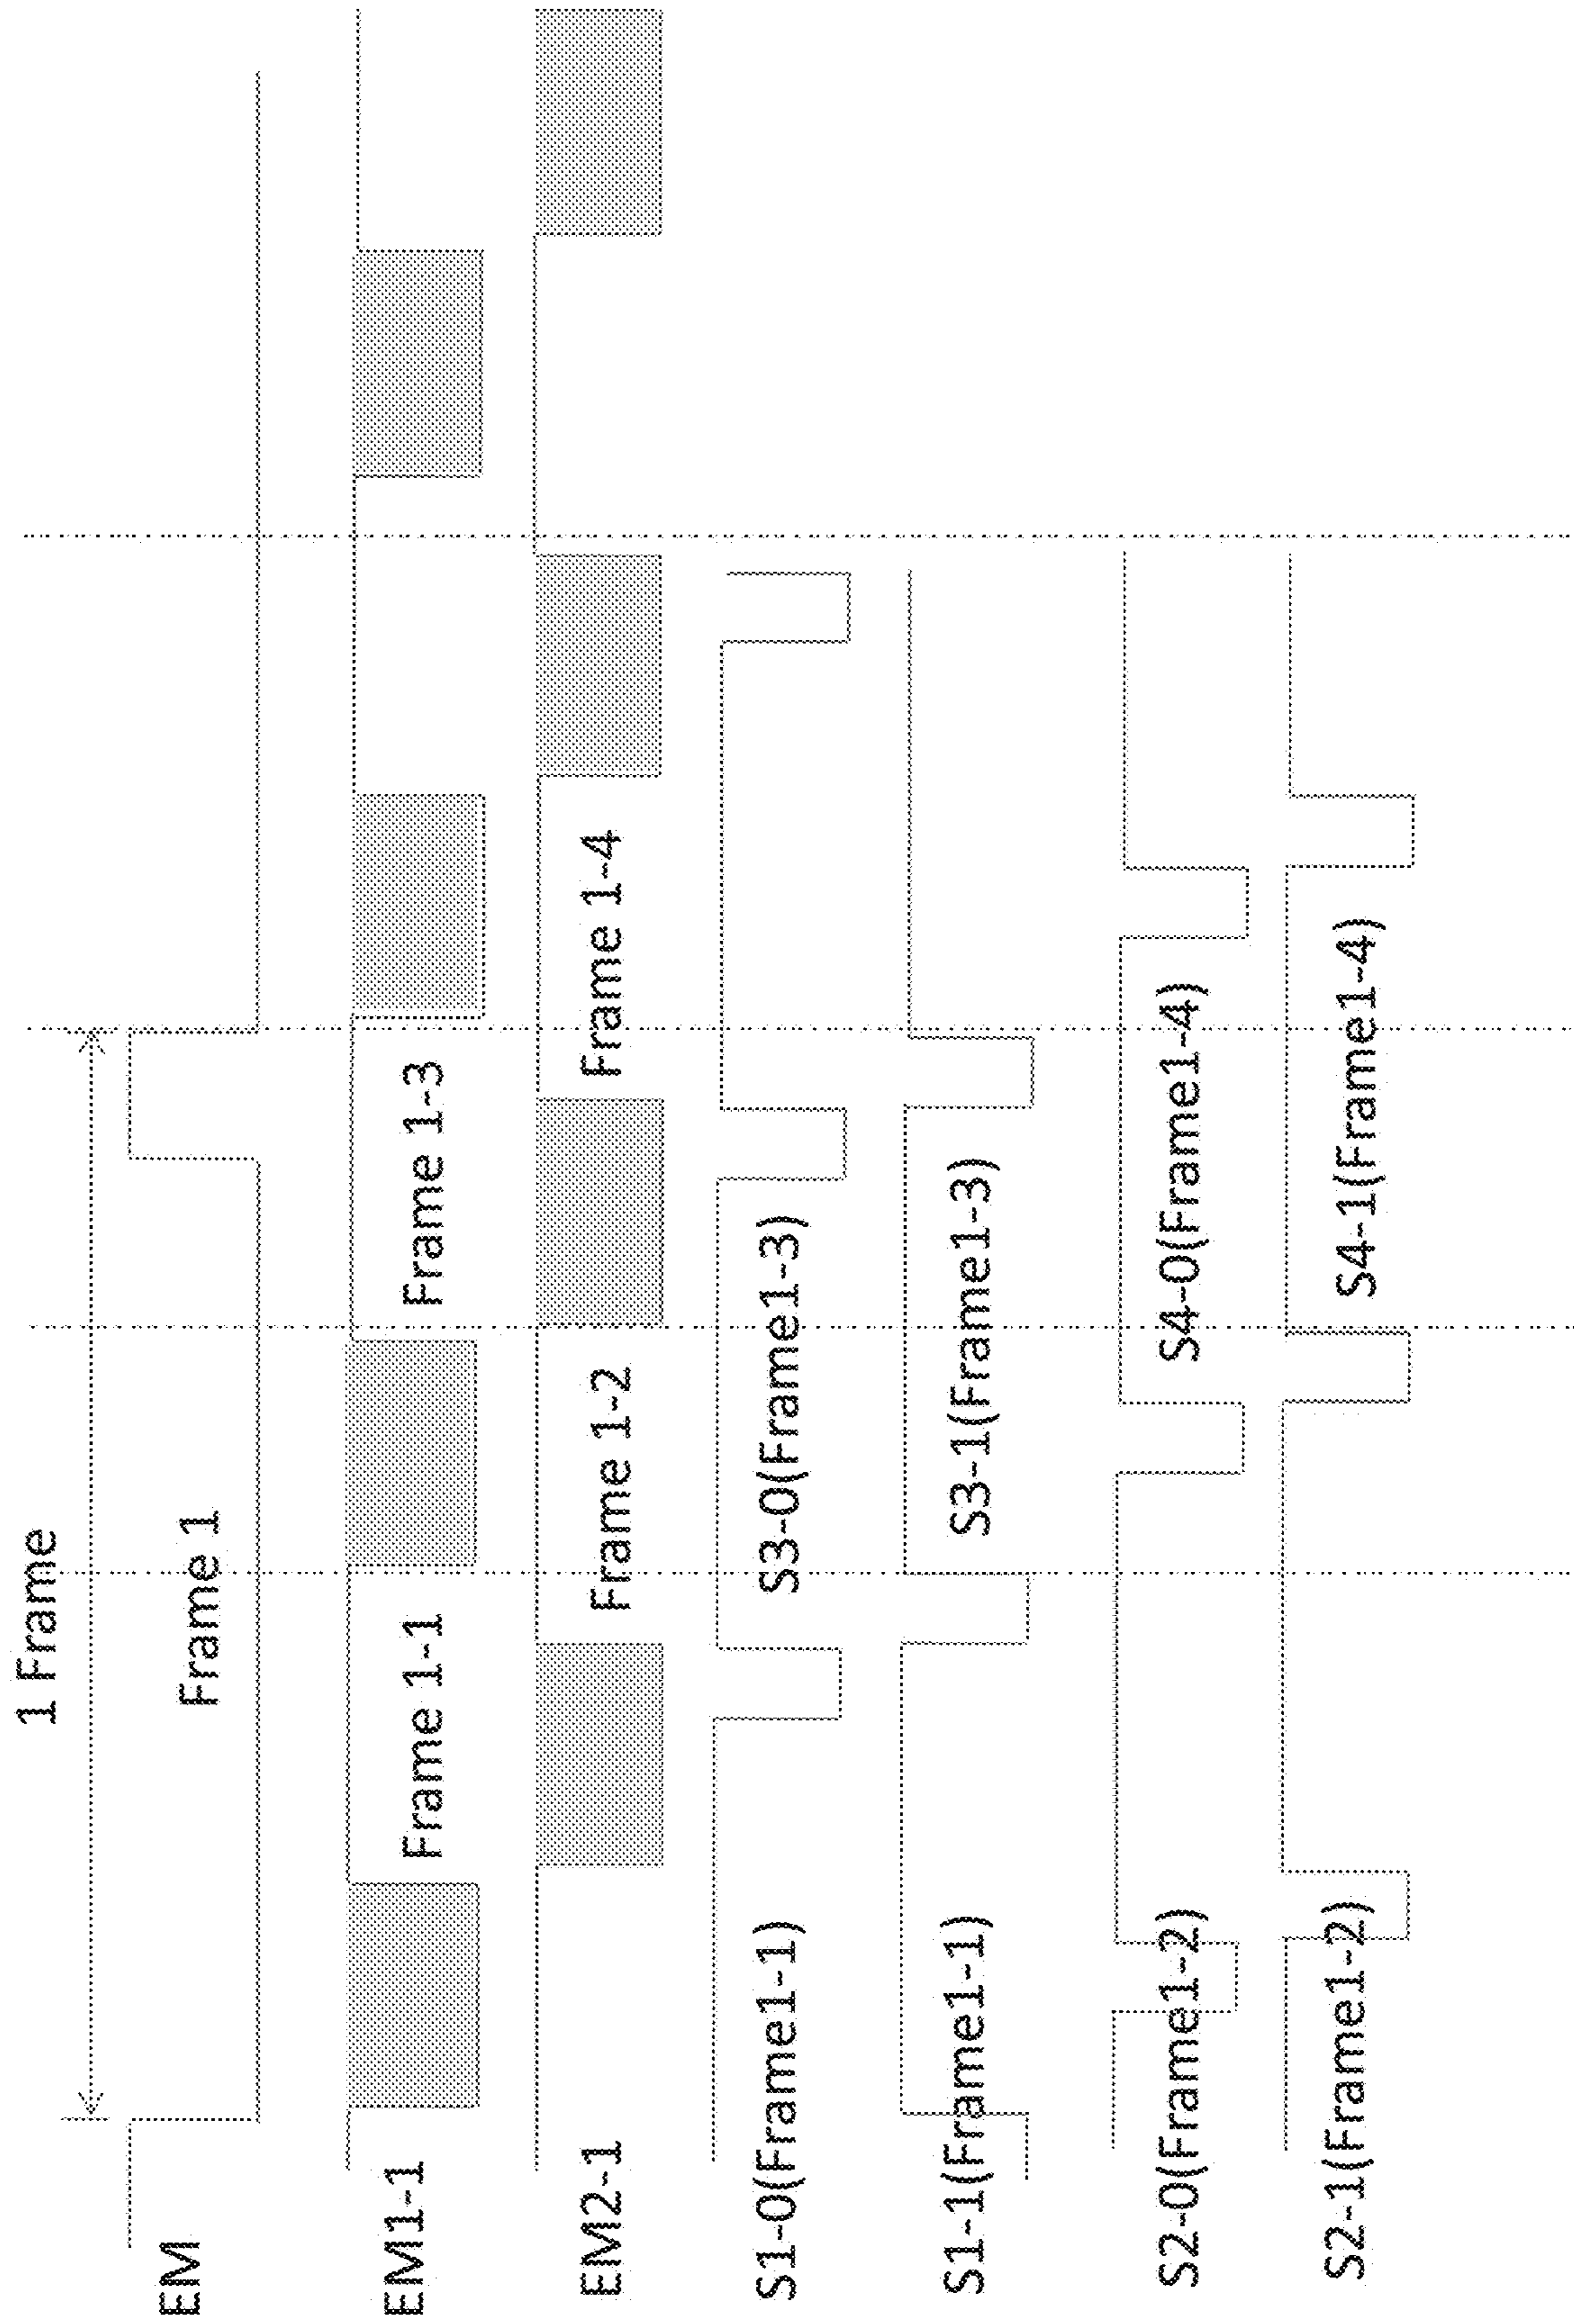 1 Frame
EM
Frame 1
EM1-1
Frame 1-1
Frame 1-3
EM2-1
Frame 1-2
Frame 1-4
S1-0(Frame1-1)
S3-0(Frame1-3)
S1-1(Frame1-1)
S3-1(Frame1-3)
S2-0(Frame1-2)
S4-0(Frame1-4)
S2-1(Frame1-2)
S4-1(Frame1-4)